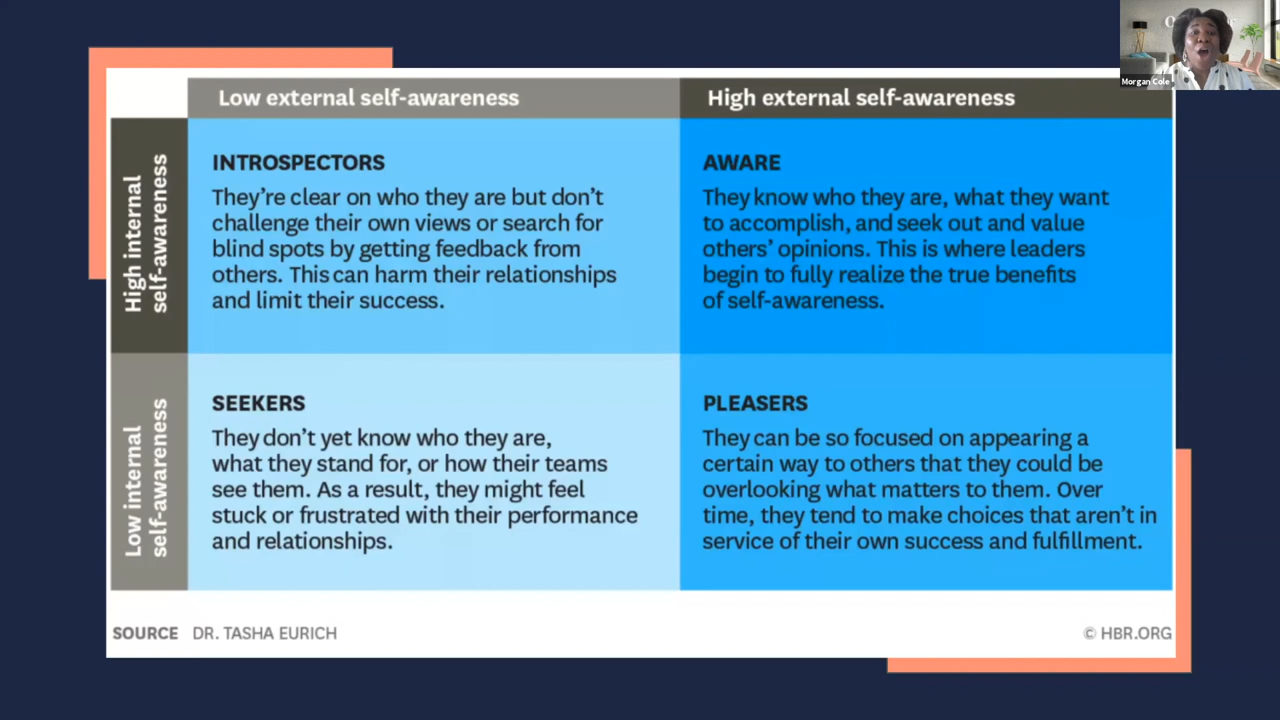 Morgan Cole
Low external self-awareness
High external self-awareness
High internal
self-awareness
INTROSPECTORS
They're clear on who they are but don't
challenge their own views or search for
blind spots by getting feedback from
others. This can harm their relationships
and limit their success.
AWARE
They know who they are, what they want
to accomplish, and seek out and value
others' opinions. This is where leaders
begin to fully realize the true benefits
of self-awareness.
Low internal
self-awareness
SEEKERS
They don't yet know who they are,
what they stand for, or how their teams
see them. As a result, they might feel
stuck or frustrated with their performance
and relationships.
PLEASERS
They can be so focused on appearing a
certain way to others that they could be
overlooking what matters to them. Over
time, they tend to make choices that aren't in
service of their own success and fulfillment.
SOURCE DR. TASHA EURICH
© HBR.ORG